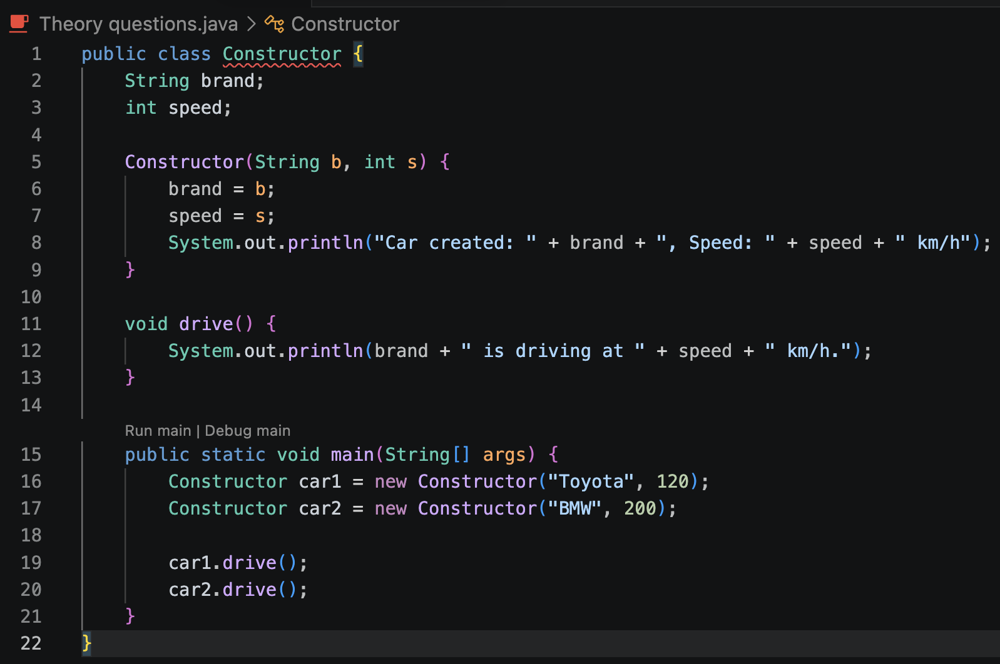 Theory questions.java > Constructor
1 public class Constructor {
2 String brand;
3 int speed;
4
5 Constructor(String b, int s) {
6 brand = b;
7 speed = s;
8 System.out.println("Car created: " + brand + ", Speed: " + speed + " km/h");
9 }
10
11 void drive() {
12 System.out.println(brand + " is driving at " + speed + " km/h.");
13 }
14
Run main | Debug main
15 public static void main(String[] args) {
16 Constructor car1 = new Constructor("Toyota", 120);
17 Constructor car2 = new Constructor("BMW", 200);
18
19 car1.drive();
20 car2.drive();
21 }
22 }